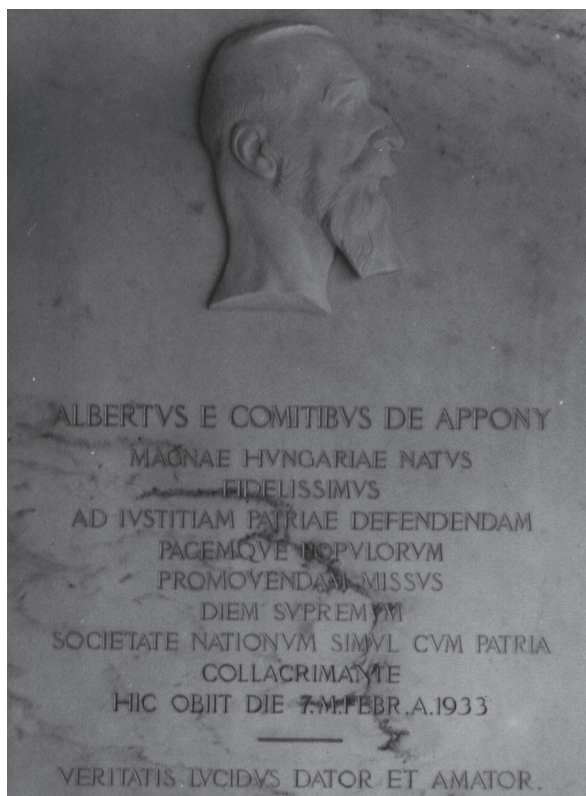 ALBERTVS E COMITIBVS DE APPONY
MAGNAE HVNGARIAE NATVS
FIDELISSIMVS
AD IVSTITIAM PATRIAE DEFENDENDAM
PACEMQVE POPVLORVM
PROMOVENDAM MISSVS
DIEM SVPREMVM
SOCIETATE NATIONVM SIMVL CVM PATRIA
COLLACRIMANTE
HIC OBIIT DIE 7.M.FEBR.A.1933
VERITATIS LVCIDVS DATOR ET AMATOR.